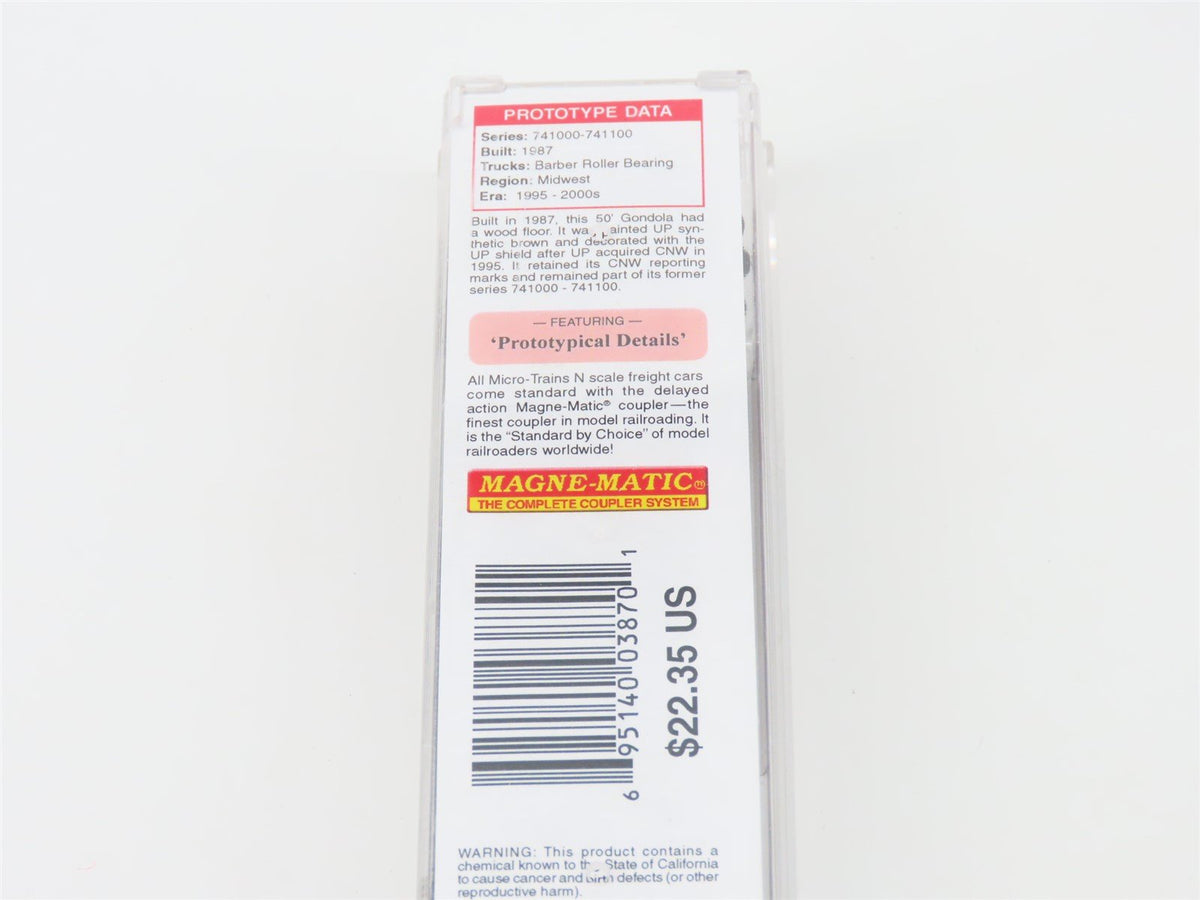 PROTOTYPE DATA
Series: 741000-741100
Built: 1987
Trucks: Barber Roller Bearing
Region: Midwest
Era: 1995 - 2000s
Built in 1987, this 50' Gondola had
a wood floor. It was painted UP syn-
thetic brown and decorated with the
UP shield after UP acquired CNW in
1995. It retained its CNW reporting
marks and remained part of its former
series 741000 - 741100.
— FEATURING —
‘Prototypical Details’
All Micro-Trains N scale freight cars
come standard with the delayed
action Magne-Matic® coupler—the
finest coupler in model railroading. It
is the “Standard by Choice” of model
railroaders worldwide!
MAGNE-MATIC
THE COMPLETE COUPLER SYSTEM
6 95140 03870 1
$22.35 US
WARNING: This product contains a
chemical known to the State of California
to cause cancer and birth defects (or other
reproductive harm).